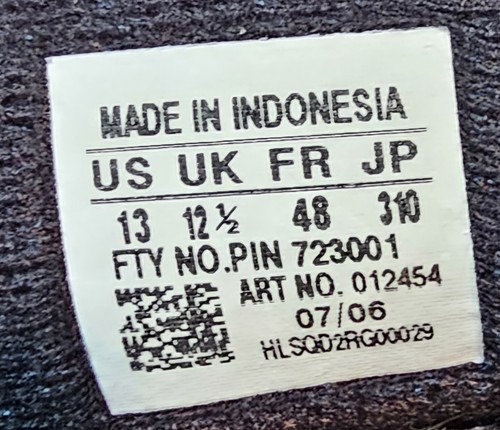 MADE IN INDONESIA
US UK FR JP
13 12½ 48 310
FTY NO.PIN 723001
ART NO. 012454
07/06
HLSQD2RG00029